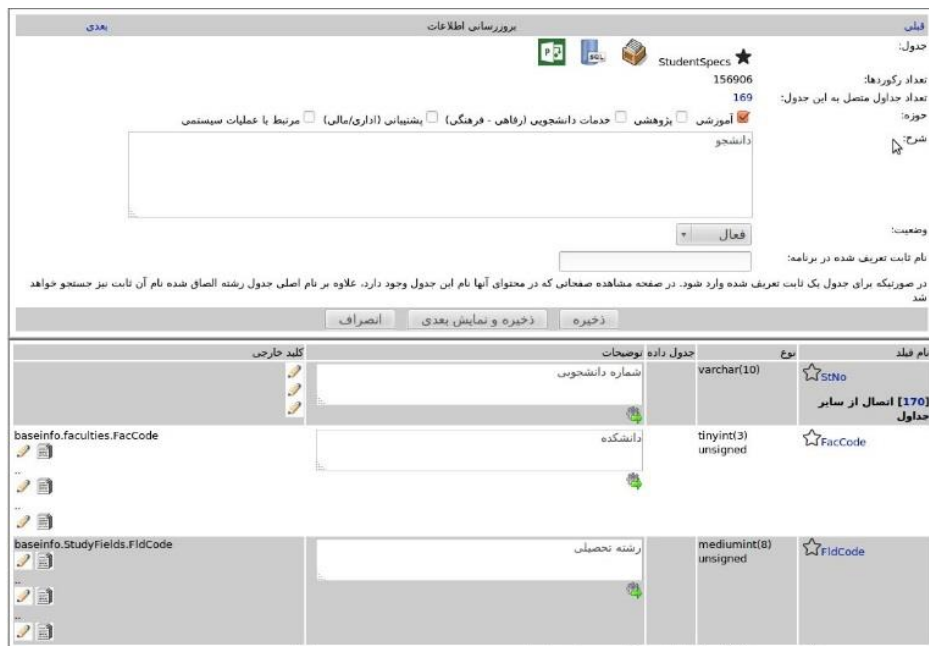 قبلی
بروزرسانی اطلاعات
بعدی
جدول:
StudentSpecs
تعداد رکوردها:
156906
تعداد جداول متصل به این جدول:
169
حوزه:
آموزشی پژوهشی خدمات دانشجویی (رفاهی - فرهنگی) پشتیبانی (اداری/مالی) مرتبط با عملیات سیستمی
شرح:
دانشجو
وضعیت:
فعال
نام ثابت تعریف شده در برنامه:
در صورتیکه برای جدول یک ثابت تعریف شده وارد شود. در صفحه مشاهده صفحاتی که در محتوای آنها نام این جدول وجود دارد، علاوه بر نام اصلی جدول رشته الصاق شده نام آن ثابت نیز جستجو خواهد
شد
ذخیره
ذخیره و نمایش بعدی
انصراف
نام فیلد
نوع
جدول داده
توضیحات
کلید خارجی
StNo
[170] اتصال از سایر
جداول
varchar(10)
شماره دانشجویی
FacCode
tinyint(3)
unsigned
دانشکده
baseinfo.faculties.FacCode
..
..
FldCode
mediumint(8)
unsigned
رشته تحصیلی
baseinfo.StudyFields.FldCode
..
..